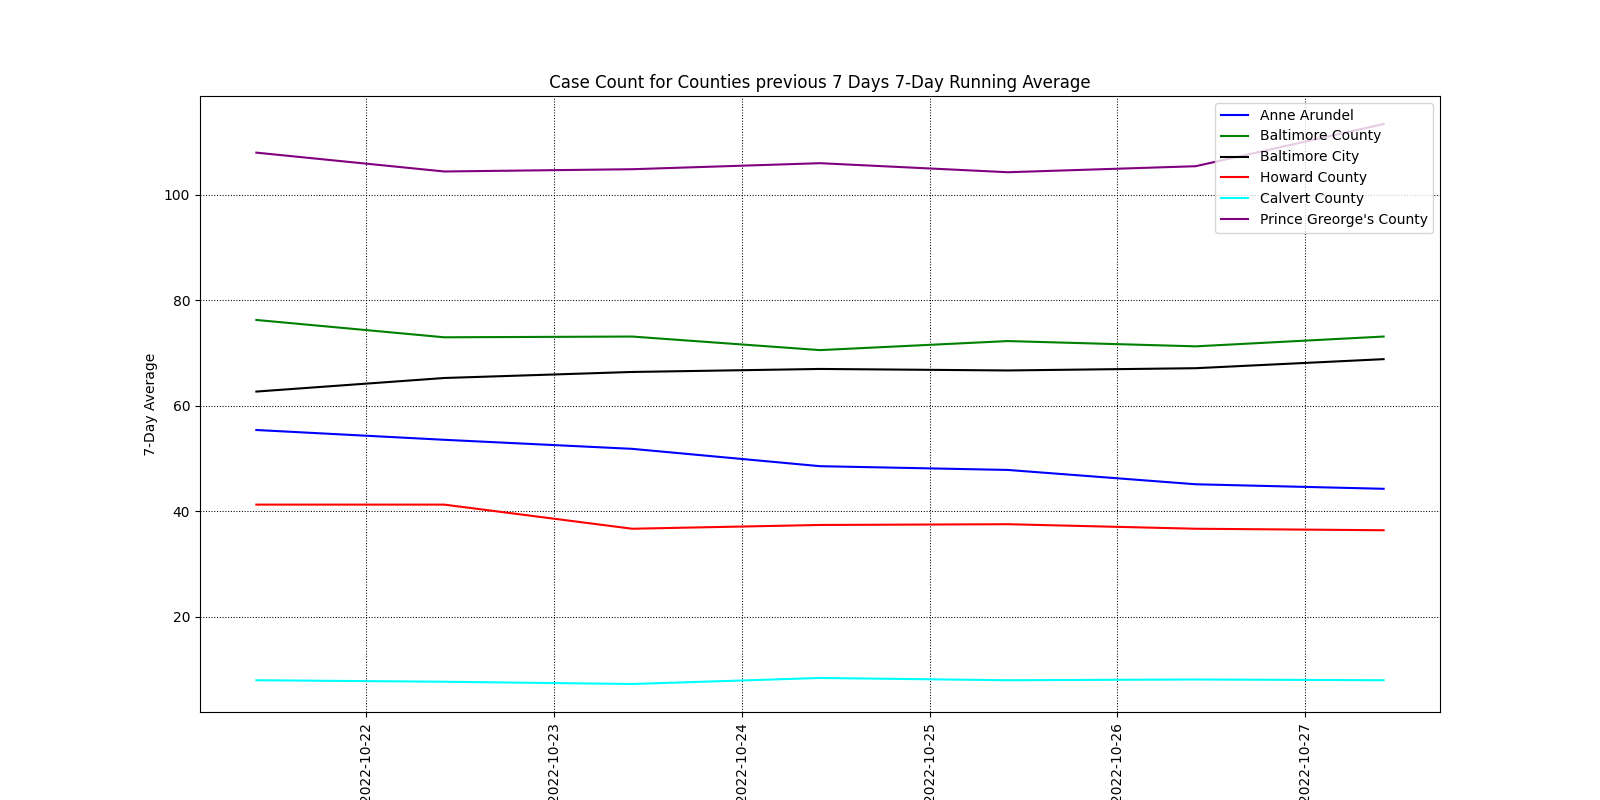 Case Count for Counties previous 7 Days 7-Day Running Average
Anne Arundel
Baltimore County
Baltimore City
Howard County
Calvert County
Prince Greorge's County
7-Day Average
100
80
60
40
20
2022-10-22
2022-10-23
2022-10-24
2022-10-25
2022-10-26
2022-10-27